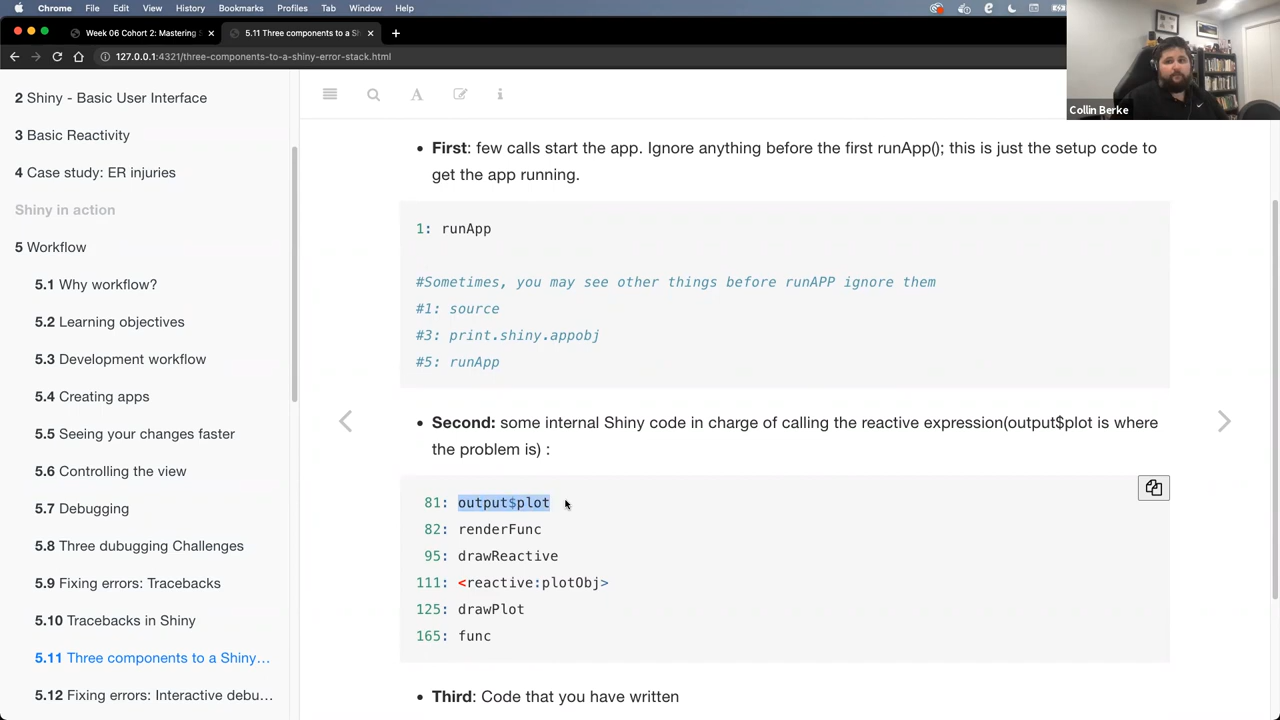 Chrome File Edit View History Bookmarks Profiles Tab Window Help
Week 06 Cohort 2: Mastering S
5.11 Three components to a Sh
127.0.0.1:4321/three-components-to-a-shiny-error-stack.html
Collin Berke
2 Shiny - Basic User Interface
3 Basic Reactivity
4 Case study: ER injuries
Shiny in action
5 Workflow
5.1 Why workflow?
5.2 Learning objectives
5.3 Development workflow
5.4 Creating apps
5.5 Seeing your changes faster
5.6 Controlling the view
5.7 Debugging
5.8 Three dubugging Challenges
5.9 Fixing errors: Tracebacks
5.10 Tracebacks in Shiny
5.11 Three components to a Shiny…
5.12 Fixing errors: Interactive debu…
First: few calls start the app. Ignore anything before the first runApp(); this is just the setup code to
get the app running.
1: runApp
#Sometimes, you may see other things before runAPP ignore them
#1: source
#3: print.shiny.appobj
#5: runApp
Second: some internal Shiny code in charge of calling the reactive expression(output$plot is where
the problem is) :
81: output$plot
82: renderFunc
95: drawReactive
111: <reactive:plotObj>
125: drawPlot
165: func
Third: Code that you have written